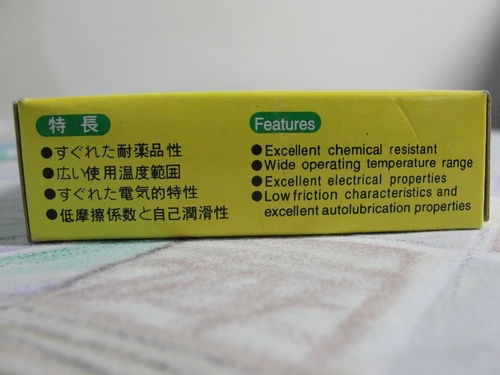 特長
●すぐれた耐薬品性
●広い使用温度範囲
●すぐれた電気的特性
●低摩擦係数と自己潤滑性
Features
●Excellent chemical resistant
●Wide operating temperature range
●Excellent electrical properties
●Low friction characteristics and
excellent autolubrication properties